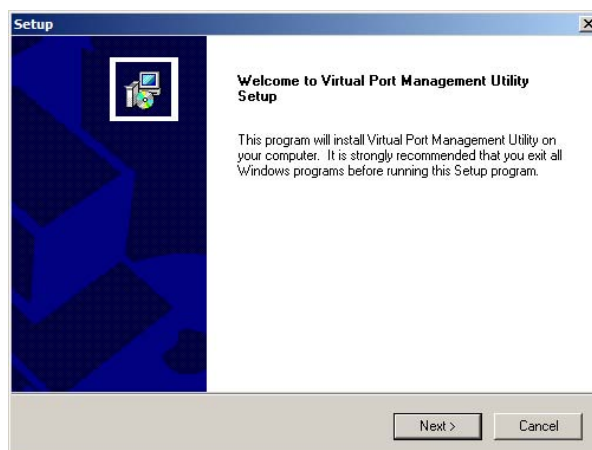 Setup
Welcome to Virtual Port Management Utility
Setup
This program will install Virtual Port Management Utility on
your computer. It is strongly recommended that you exit all
Windows programs before running this Setup program.
Next >
Cancel